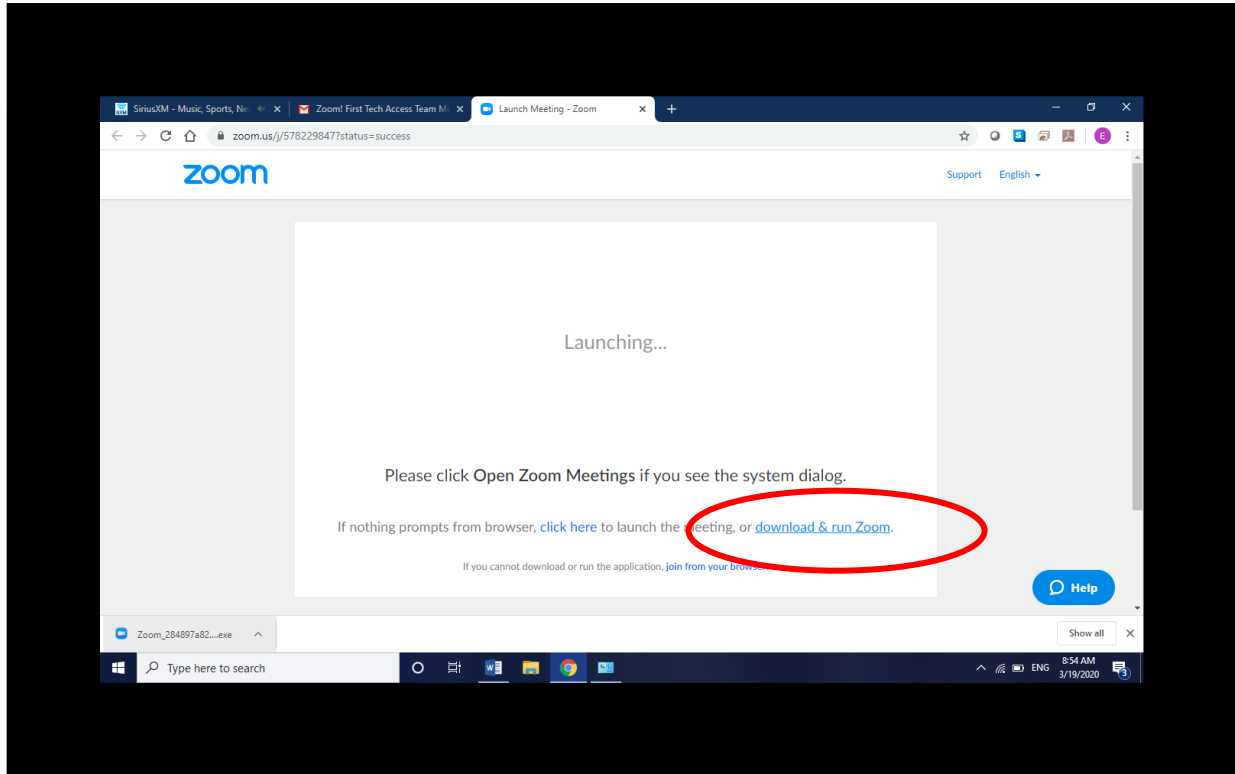 SiriusXM - Music, Sports, Ne
Zoom! First Tech Access Team M
Launch Meeting - Zoom
zoom.us/j/578229847?status=success
E
zoom
Support English
Launching...
Please click Open Zoom Meetings if you see the system dialog.
If nothing prompts from browser, click here to launch the meeting, or download & run Zoom.
If you cannot download or run the application, join from your browser
Help
Zoom_284897a82....exe
Show all
Type here to search
ENG
8:54 AM
3/19/2020
3